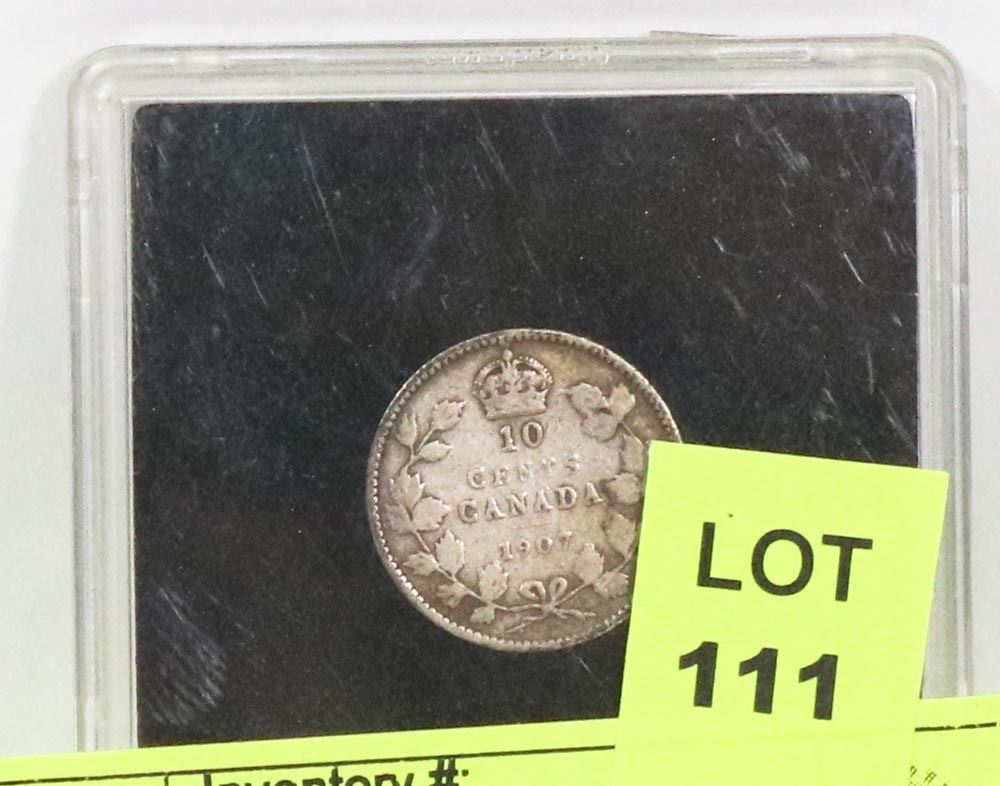 10
CENTS
CANADA
1907
LOT
111
Inventory #: